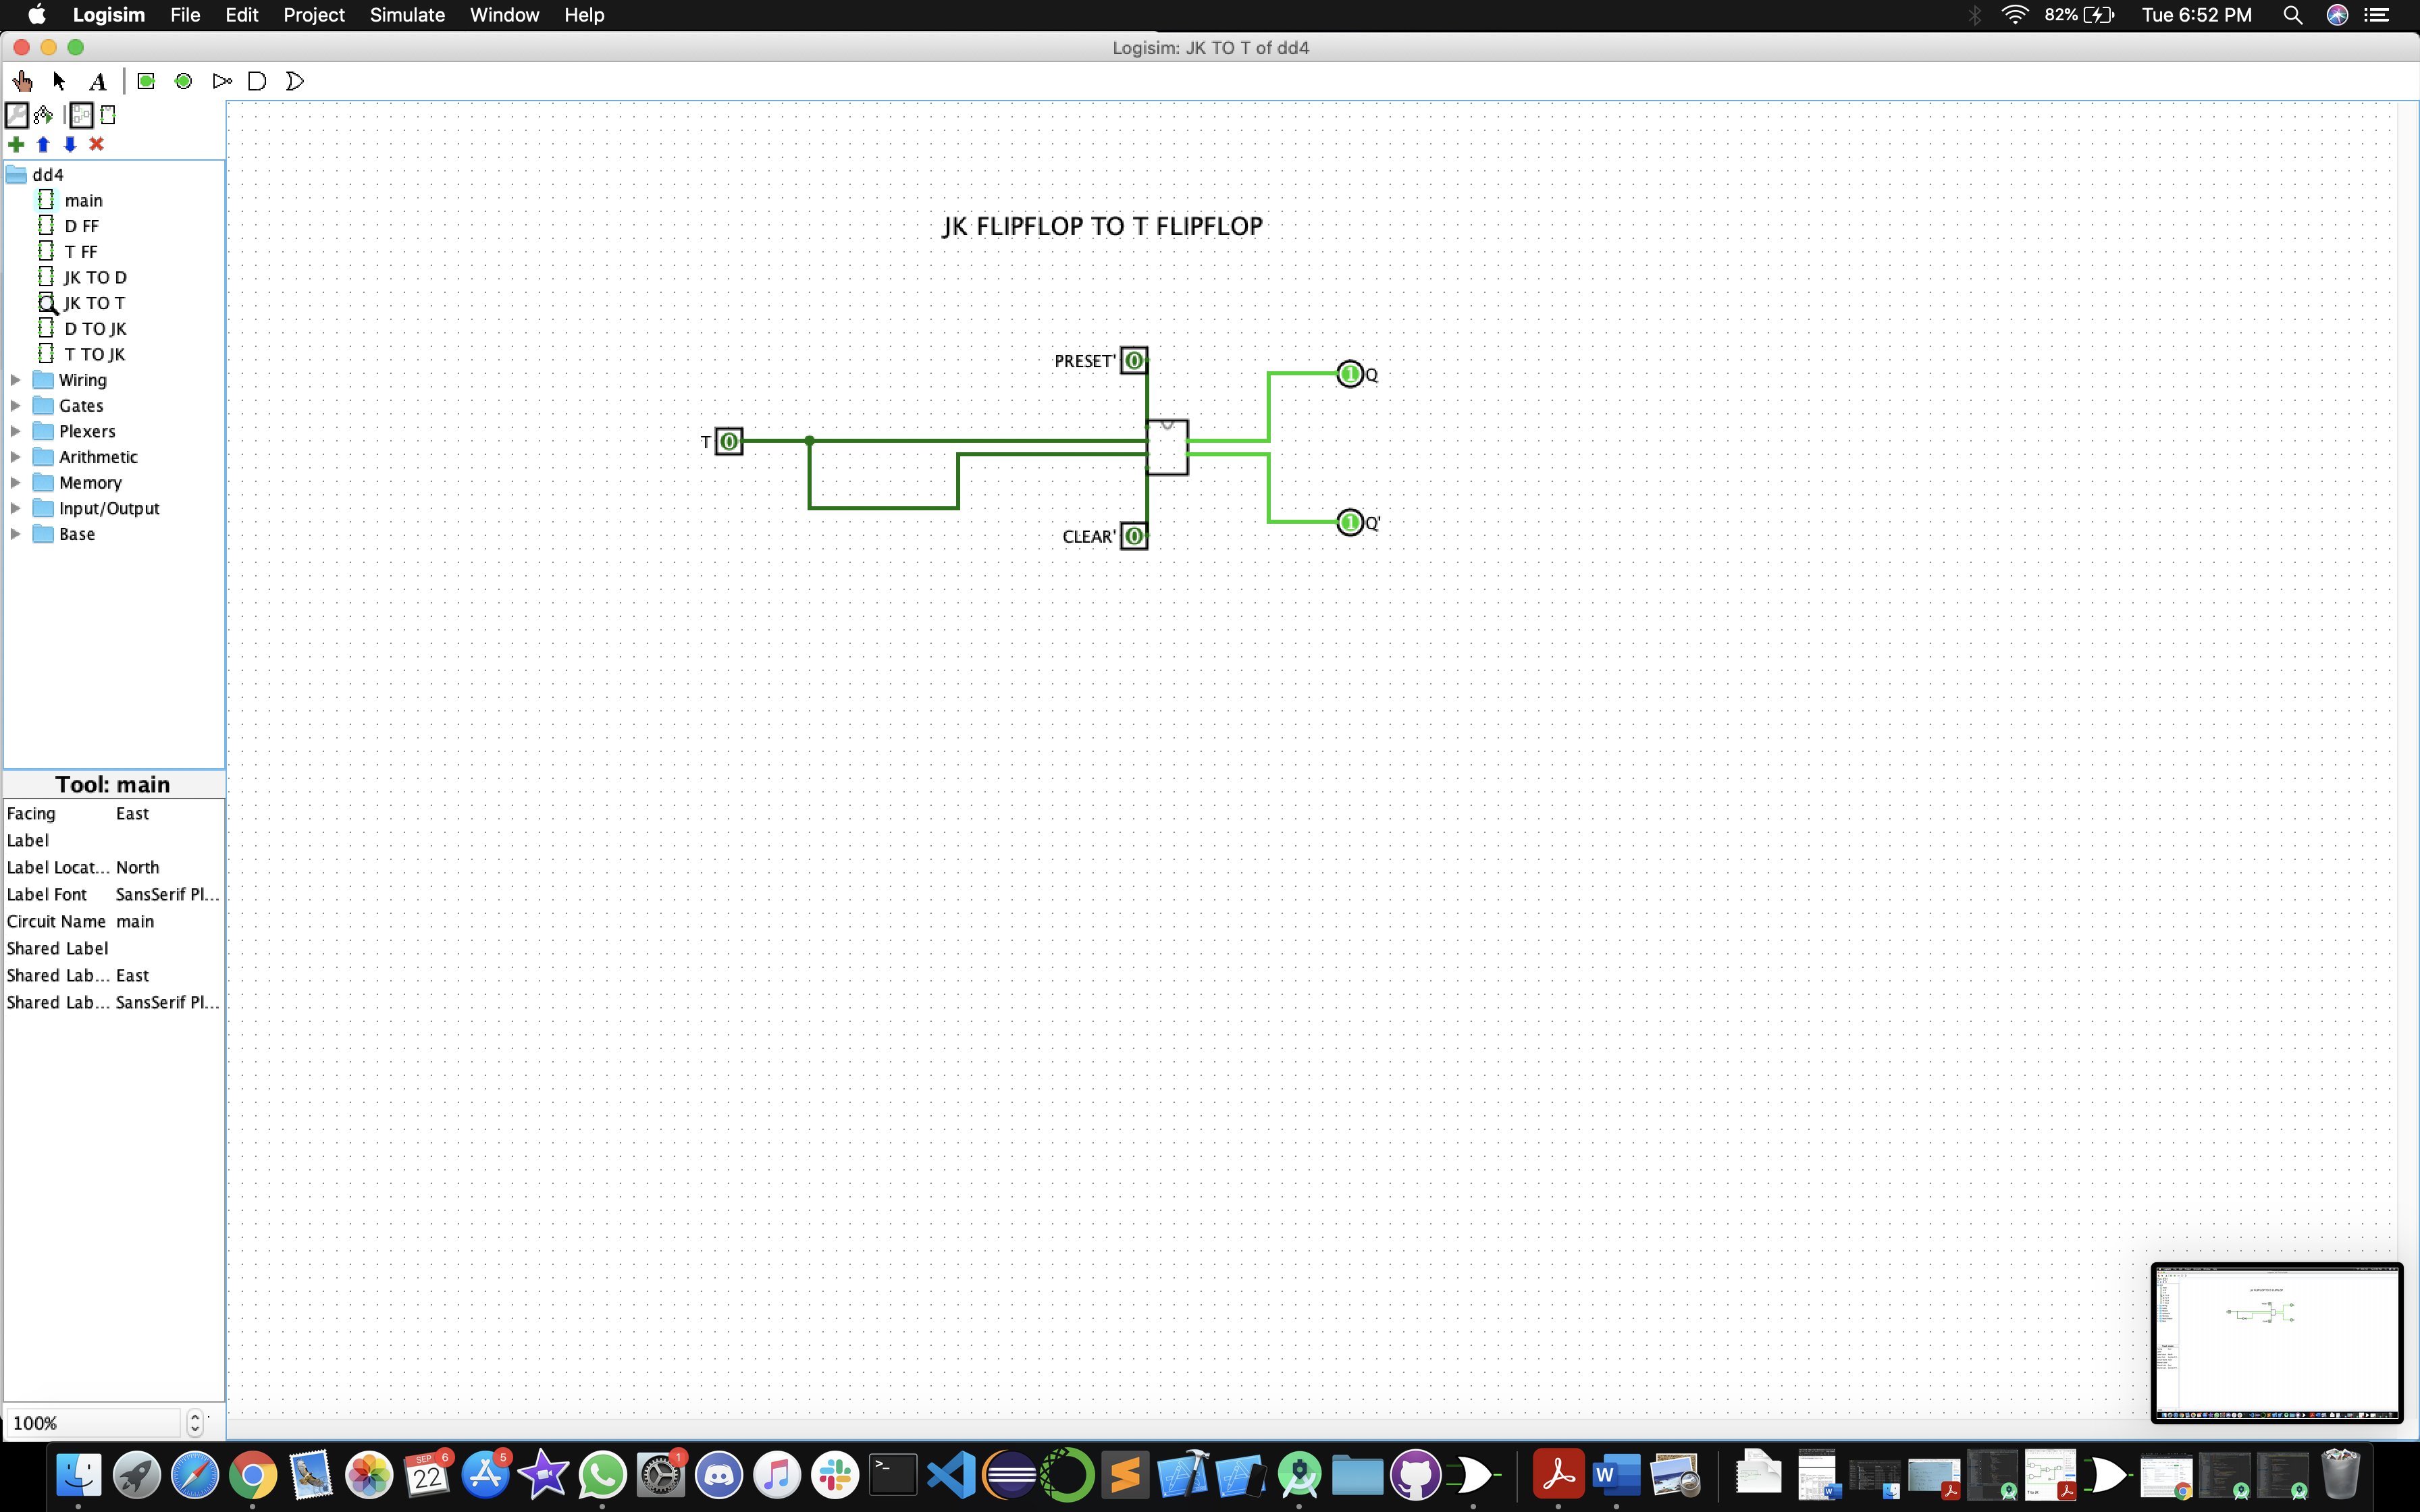 Logisim File Edit Project Simulate Window Help 82% Tue 6:52 PM
Logisim: JK TO T of dd4
A
dd4
main
D FF
T FF
JK TO D
JK TO T
D TO JK
T TO JK
Wiring
Gates
Plexers
Arithmetic
Memory
Input/Output
Base
JK FLIPFLOP TO T FLIPFLOP
PRESET' 0
1 Q
T 0
1 Q'
CLEAR' 0
Tool: main
Facing East
Label
Label Locat... North
Label Font SansSerif Pl...
Circuit Name main
Shared Label
Shared Lab... East
Shared Lab... SansSerif Pl...
100%
SEP 6
22
5
1
>_
W